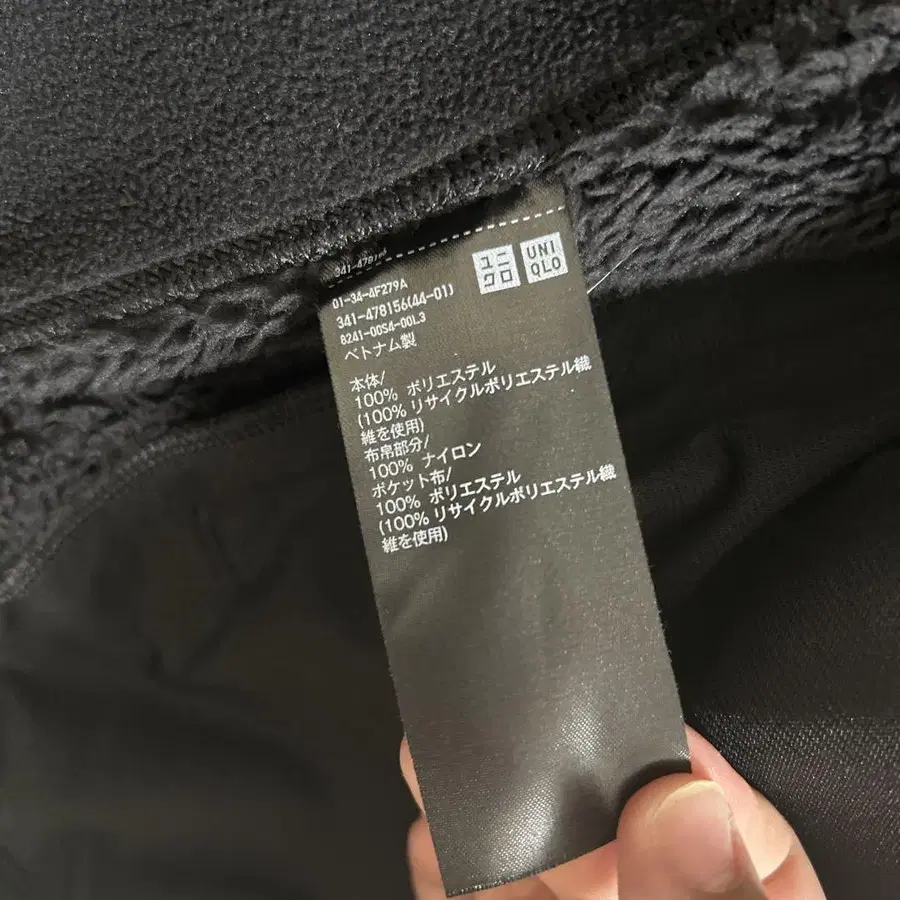 ユニ
クロ
UNI
QLO
01-34-4F279A
341-478156(44-01)
8241-00S4-00L3
ベトナム製
本体/
100% ポリエステル
(100% リサイクルポリエステル繊
維を使用)
布帛部分/
100% ナイロン
ポケット布/
100% ポリエステル
(100% リサイクルポリエステル繊
維を使用)